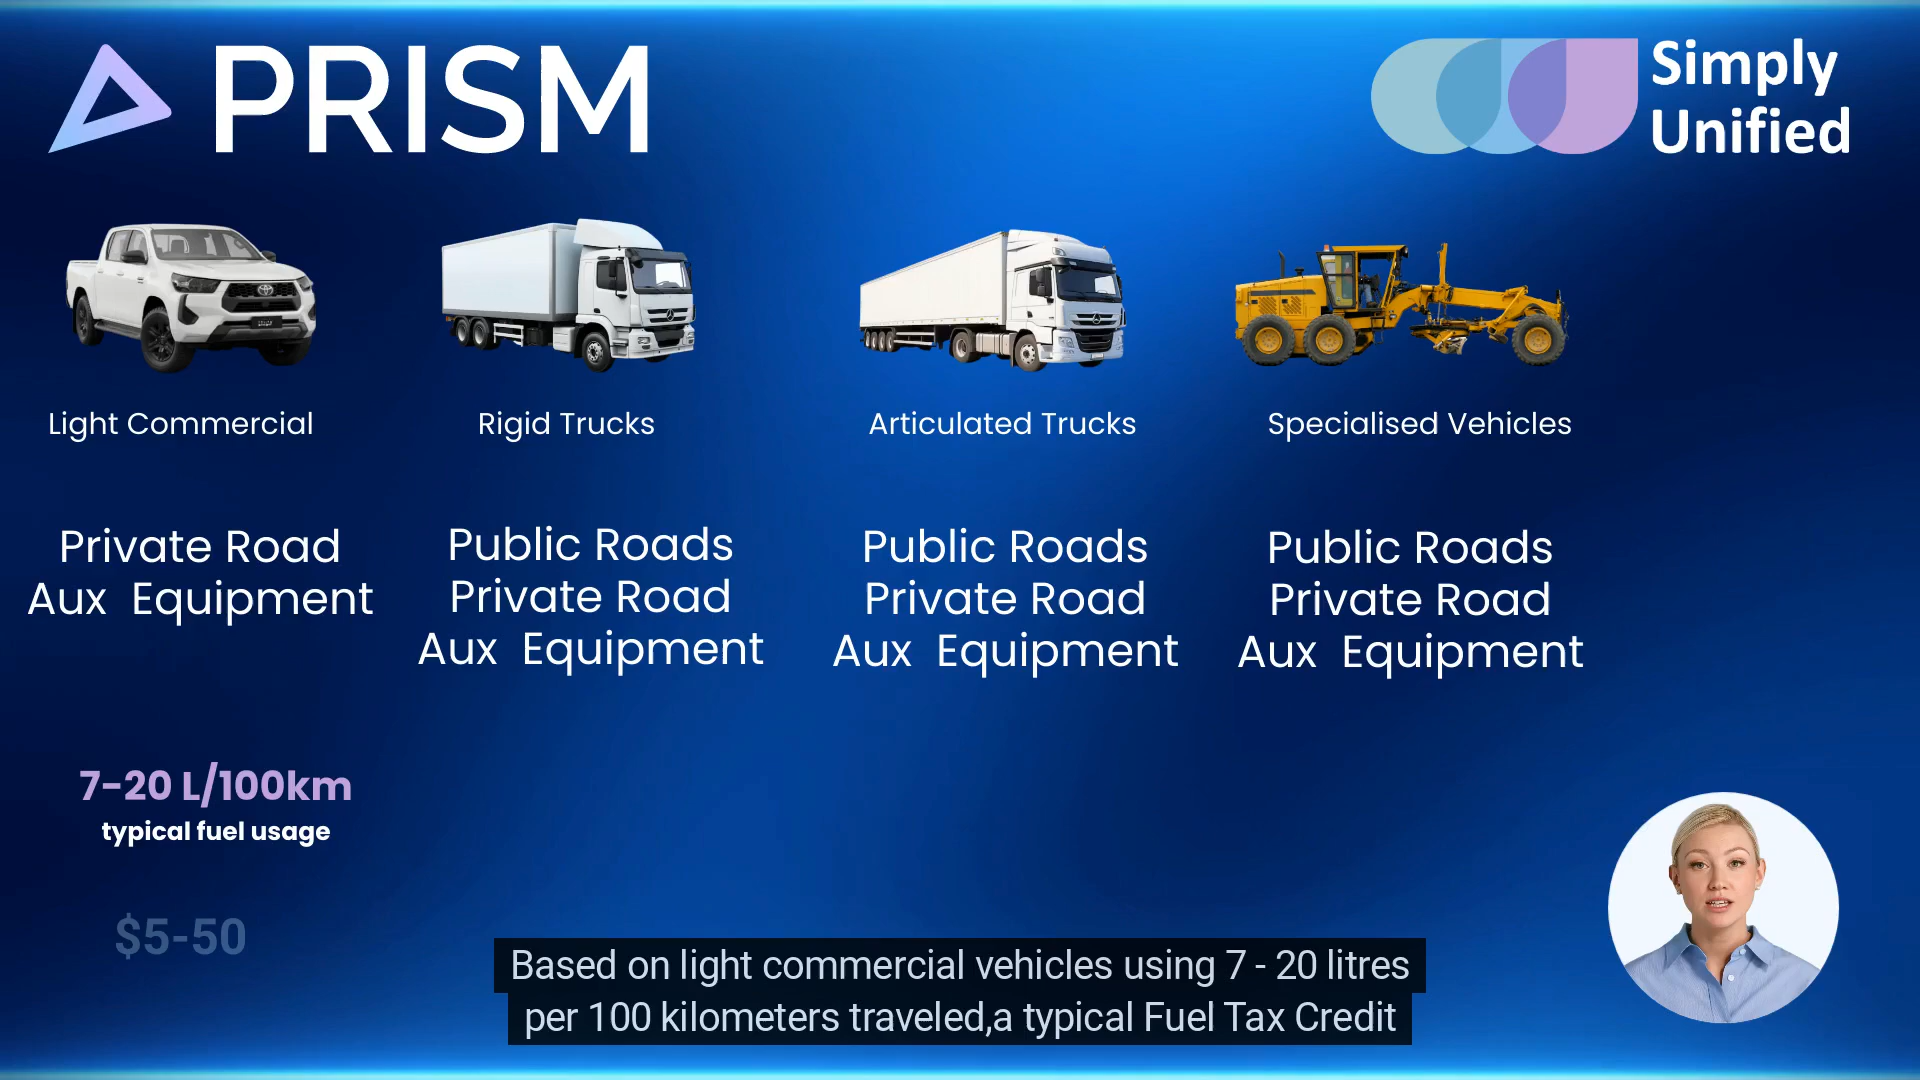 PRISM
Simply
Unified
Light Commercial
Rigid Trucks
Articulated Trucks
Specialised Vehicles
Private Road
Aux Equipment
Public Roads
Private Road
Aux Equipment
Public Roads
Private Road
Aux Equipment
Public Roads
Private Road
Aux Equipment
7-20 L/100km
typical fuel usage
$5-50
Based on light commercial vehicles using 7 - 20 litres
per 100 kilometers traveled,a typical Fuel Tax Credit